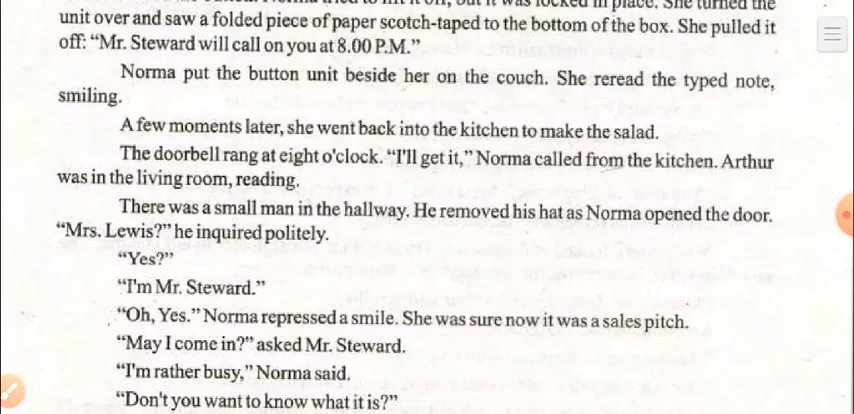 unit over and saw a folded piece of paper scotch-taped to the bottom of the box. She pulled it
off: “Mr. Steward will call on you at 8.00 P.M.”
Norma put the button unit beside her on the couch. She reread the typed note,
smiling.
A few moments later, she went back into the kitchen to make the salad.
The doorbell rang at eight o'clock. “I'll get it,” Norma called from the kitchen. Arthur
was in the living room, reading.
There was a small man in the hallway. He removed his hat as Norma opened the door.
“Mrs. Lewis?” he inquired politely.
“Yes?”
“I'm Mr. Steward.”
“Oh, Yes.” Norma repressed a smile. She was sure now it was a sales pitch.
“May I come in?” asked Mr. Steward.
“I'm rather busy,” Norma said.
“Don't you want to know what it is?”